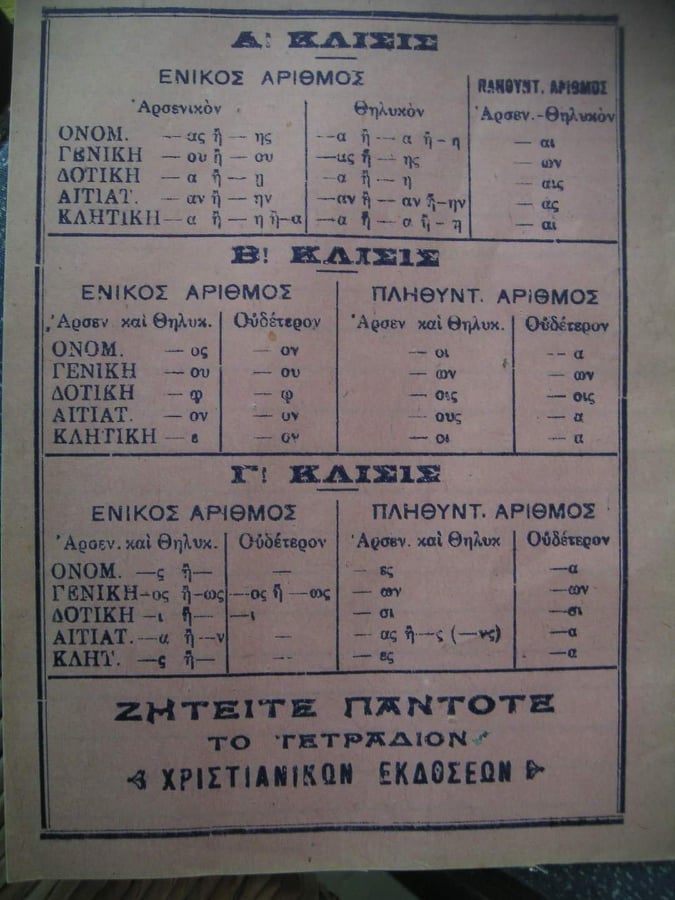 Α! ΚΛΙΣΙΣ
ΕΝΙΚΟΣ ΑΡΙΘΜΟΣ ΠΛΗΘΥΝΤ. ΑΡΙΘΜΟΣ
Ἀρσενικὸν Θηλυκὸν Ἀρσεν.-Θηλυκὸν
ΟΝΟΜ. — ας ἢ — ης —α ἢ — α ἢ - η — αι
ΓΕΝΙΚΗ — ου ἢ — ου —ας ἢ — ης — ων
ΔΟΤΙΚΗ — ᾳ ἢ — ῃ —ᾳ ἢ — ῃ — αις
ΑΙΤΙΑΤ. — αν ἢ — ην —αν ἢ — αν ἢ-ην — ας
ΚΛΗΤΙΚΗ —α ἢ — η ἢ-α —α ἢ — α ἢ - η — αι
Β! ΚΛΙΣΙΣ
ΕΝΙΚΟΣ ΑΡΙΘΜΟΣ ΠΛΗΘΥΝΤ. ΑΡΙΘΜΟΣ
Ἀρσεν καὶ Θηλυκ. Οὐδέτερον Ἀρσεν καὶ Θηλυκ. Οὐδέτερον
ΟΝΟΜ. — ος — ον — οι — α
ΓΕΝΙΚΗ — ου — ου — ων — ων
ΔΟΤΙΚΗ — ῳ — ῳ — οις — οις
ΑΙΤΙΑΤ. — ον — ον — ους — α
ΚΛΗΤΙΚΗ — ε — ον — οι — α
Γ! ΚΛΙΣΙΣ
ΕΝΙΚΟΣ ΑΡΙΘΜΟΣ ΠΛΗΘΥΝΤ. ΑΡΙΘΜΟΣ
Ἀρσεν. καὶ Θηλυκ. Οὐδέτερον Ἀρσεν. καὶ Θηλυκ Οὐδέτερον
ΟΝΟΜ. —ς ἢ— — — ες —α
ΓΕΝΙΚΗ —ος ἢ —ως —ος ἢ —ως — ων —ων
ΔΟΤΙΚΗ —ι ἢ— —ι — σι —σι
ΑΙΤΙΑΤ. —α ἢ —ν — — ας ἢ —ς (—νς) —α
ΚΛΗΤ. —ς ἢ— — — ες —α
ΖΗΤΕΙΤΕ ΠΑΝΤΟΤΕ
ΤΟ ΤΕΤΡΑΔΙΟΝ
ΧΡΙΣΤΙΑΝΙΚΩΝ ΕΚΔΟΣΕΩΝ